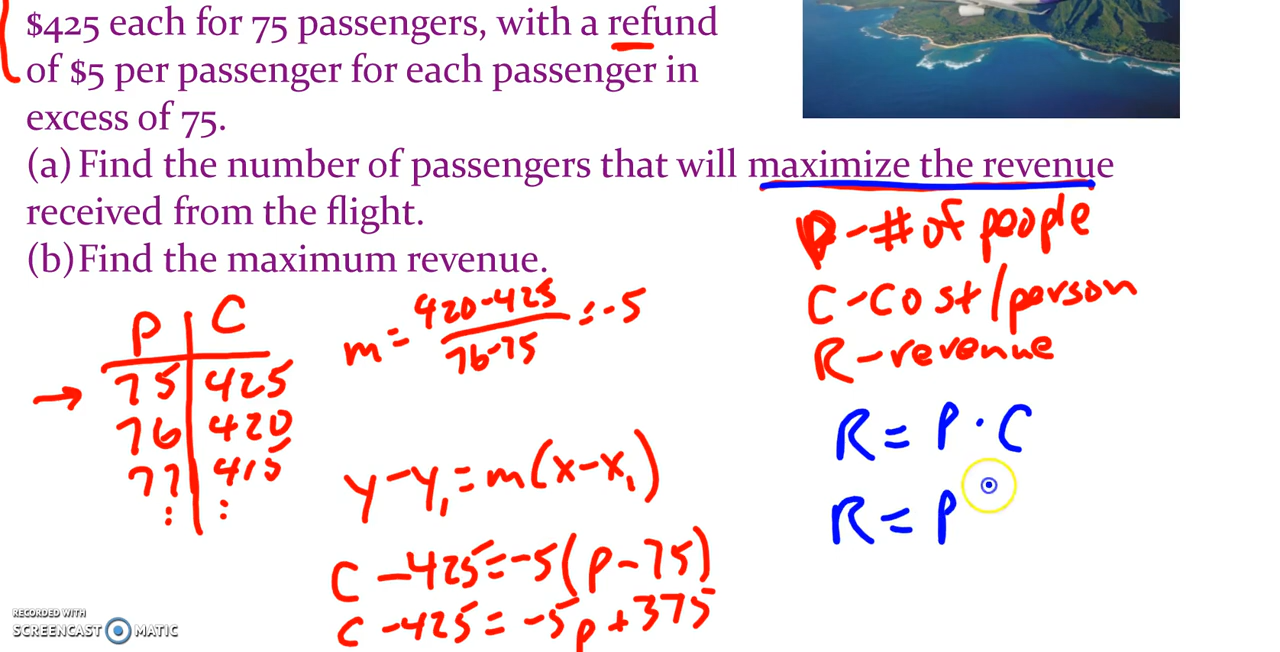 $425 each for 75 passengers, with a refund
of $5 per passenger for each passenger in
excess of 75.
(a) Find the number of passengers that will maximize the revenue
received from the flight.
(b) Find the maximum revenue.
P - # of people
C - cost/person
R - revenue
P | C
75 | 425
76 | 420
77 | 415
: | :
m = 420-425 / 76-75 = -5
y - y₁ = m(x - x₁)
C - 425 = -5(p - 75)
C - 425 = -5p + 375
R = P · C
R = P
RECORDED WITH
SCREENCAST MATIC